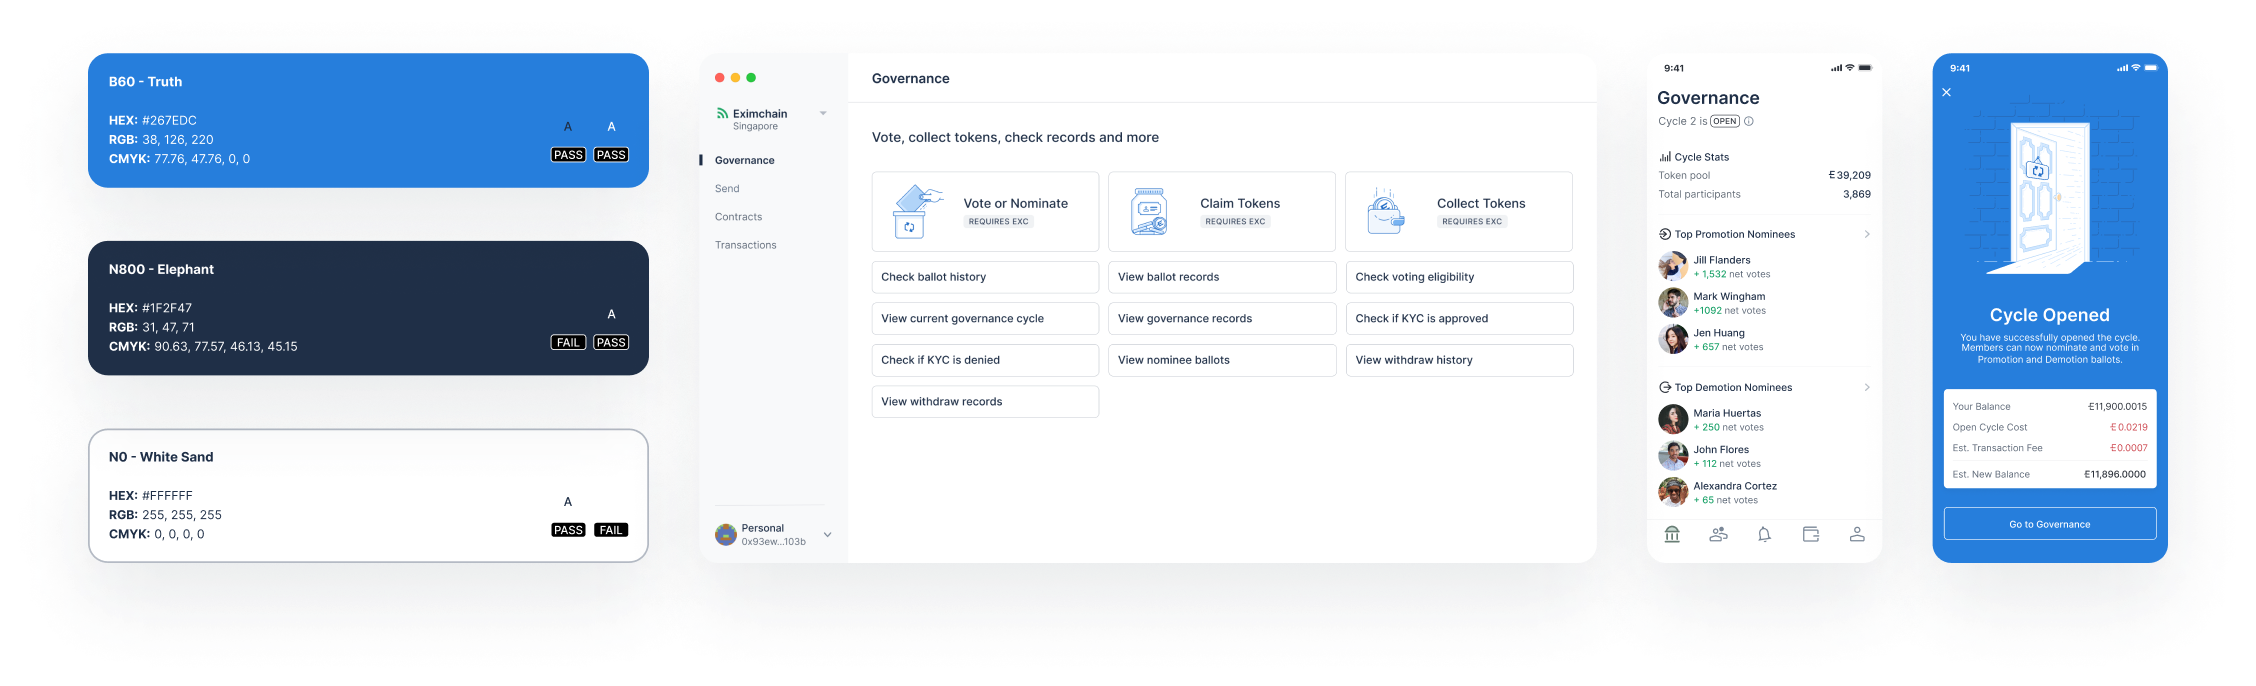 B60 - Truth
HEX: #267EDC
RGB: 38, 126, 220
CMYK: 77.76, 47.76, 0, 0
A A
PASS PASS
N800 - Elephant
HEX: #1F2F47
RGB: 31, 47, 71
CMYK: 90.63, 77.57, 46.13, 45.15
A
FAIL PASS
N0 - White Sand
HEX: #FFFFFF
RGB: 255, 255, 255
CMYK: 0, 0, 0, 0
A
PASS FAIL
Eximchain
Singapore
Governance
Send
Contracts
Transactions
Personal
0x93ew...103b
Governance
Vote, collect tokens, check records and more
Vote or Nominate
REQUIRES EXC
Claim Tokens
REQUIRES EXC
Collect Tokens
REQUIRES EXC
Check ballot history
View ballot records
Check voting eligibility
View current governance cycle
View governance records
Check if KYC is approved
Check if KYC is denied
View nominee ballots
View withdraw history
View withdraw records
9:41
Governance
Cycle 2 is OPEN
Cycle Stats
Token pool E39,209
Total participants 3,869
Top Promotion Nominees
Jill Flanders
+ 1,532 net votes
Mark Wingham
+1092 net votes
Jen Huang
+ 657 net votes
Top Demotion Nominees
Maria Huertas
+ 250 net votes
John Flores
+ 112 net votes
Alexandra Cortez
+ 65 net votes
9:41
Cycle Opened
You have successfully opened the cycle.
Members can now nominate and vote in
Promotion and Demotion ballots.
Your Balance E11,900.0015
Open Cycle Cost E0.0219
Est. Transaction Fee E0.0007
Est. New Balance E11,896.0000
Go to Governance